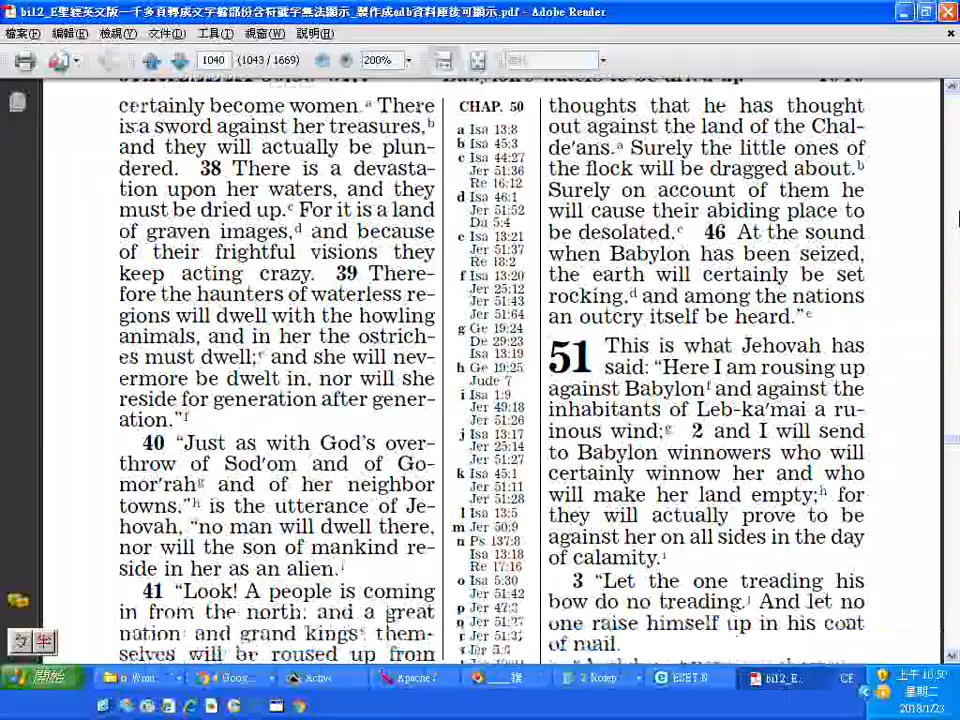 bi12_E聖經英文版—千多頁轉成文字檔部份含符號字無法顯示_製作成adb資料庫後可顯示.pdf - Adobe Reader
檔案(F) 編輯(E) 檢視(V) 文件(D) 工具(T) 視窗(W) 說明(H)
1040 (1043 / 1669) 200%
certainly become women.a There
is a sword against her treasures,b
and they will actually be plun-
dered. 38 There is a devasta-
tion upon her waters, and they
must be dried up.c For it is a land
of graven images,d and because
of their frightful visions they
keep acting crazy. 39 There-
fore the haunters of waterless re-
gions will dwell with the howling
animals, and in her the ostrich-
es must dwell;e and she will nev-
ermore be dwelt in, nor will she
reside for generation after gener-
ation.”f
40 “Just as with God’s over-
throw of Sod′om and of Go-
mor′rahg and of her neighbor
towns,”h is the utterance of Je-
hovah, “no man will dwell there,
nor will the son of mankind re-
side in her as an alien.i
41 “Look! A people is coming
in from the north; and a great
nation and grand kings them-
selves will be roused up from
CHAP. 50
a Isa 13:8
b Isa 45:3
c Isa 44:27
Jer 51:36
Re 16:12
d Isa 46:1
Jer 51:52
Da 5:4
e Isa 13:21
Jer 51:37
Re 18:2
f Isa 13:20
Jer 25:12
Jer 51:43
Jer 51:64
g Ge 19:24
De 29:23
Isa 13:19
h Ge 19:25
Jude 7
i Isa 1:9
Jer 49:18
Jer 51:26
j Isa 13:17
Jer 25:14
Jer 51:27
k Isa 45:1
Jer 51:11
Jer 51:28
l Isa 13:5
m Jer 50:9
n Ps 137:8
Isa 13:18
Re 17:16
o Isa 5:30
Jer 51:42
p Jer 47:3
q Jer 51:27
r Jer 51:31
s Jer 5:6
thoughts that he has thought
out against the land of the Chal-
de′ans.a Surely the little ones of
the flock will be dragged about.b
Surely on account of them he
will cause their abiding place to
be desolated.c 46 At the sound
when Babylon has been seized,
the earth will certainly be set
rocking,d and among the nations
an outcry itself be heard.”e
51 This is what Jehovah has
said: “Here I am rousing up
against Babylonf and against the
inhabitants of Leb-ka′mai a ru-
inous wind;g 2 and I will send
to Babylon winnowers who will
certainly winnow her and who
will make her land empty;h for
they will actually prove to be
against her on all sides in the day
of calamity.i
3 “Let the one treading his
bow do no treading.j And let no
one raise himself up in his coat
of mail.
ㄅ 半
開始 Wind... Goog... Active Apache 2 Notep ESET N bi12_E... CE
上午 10:50
星期二
2018/1/23